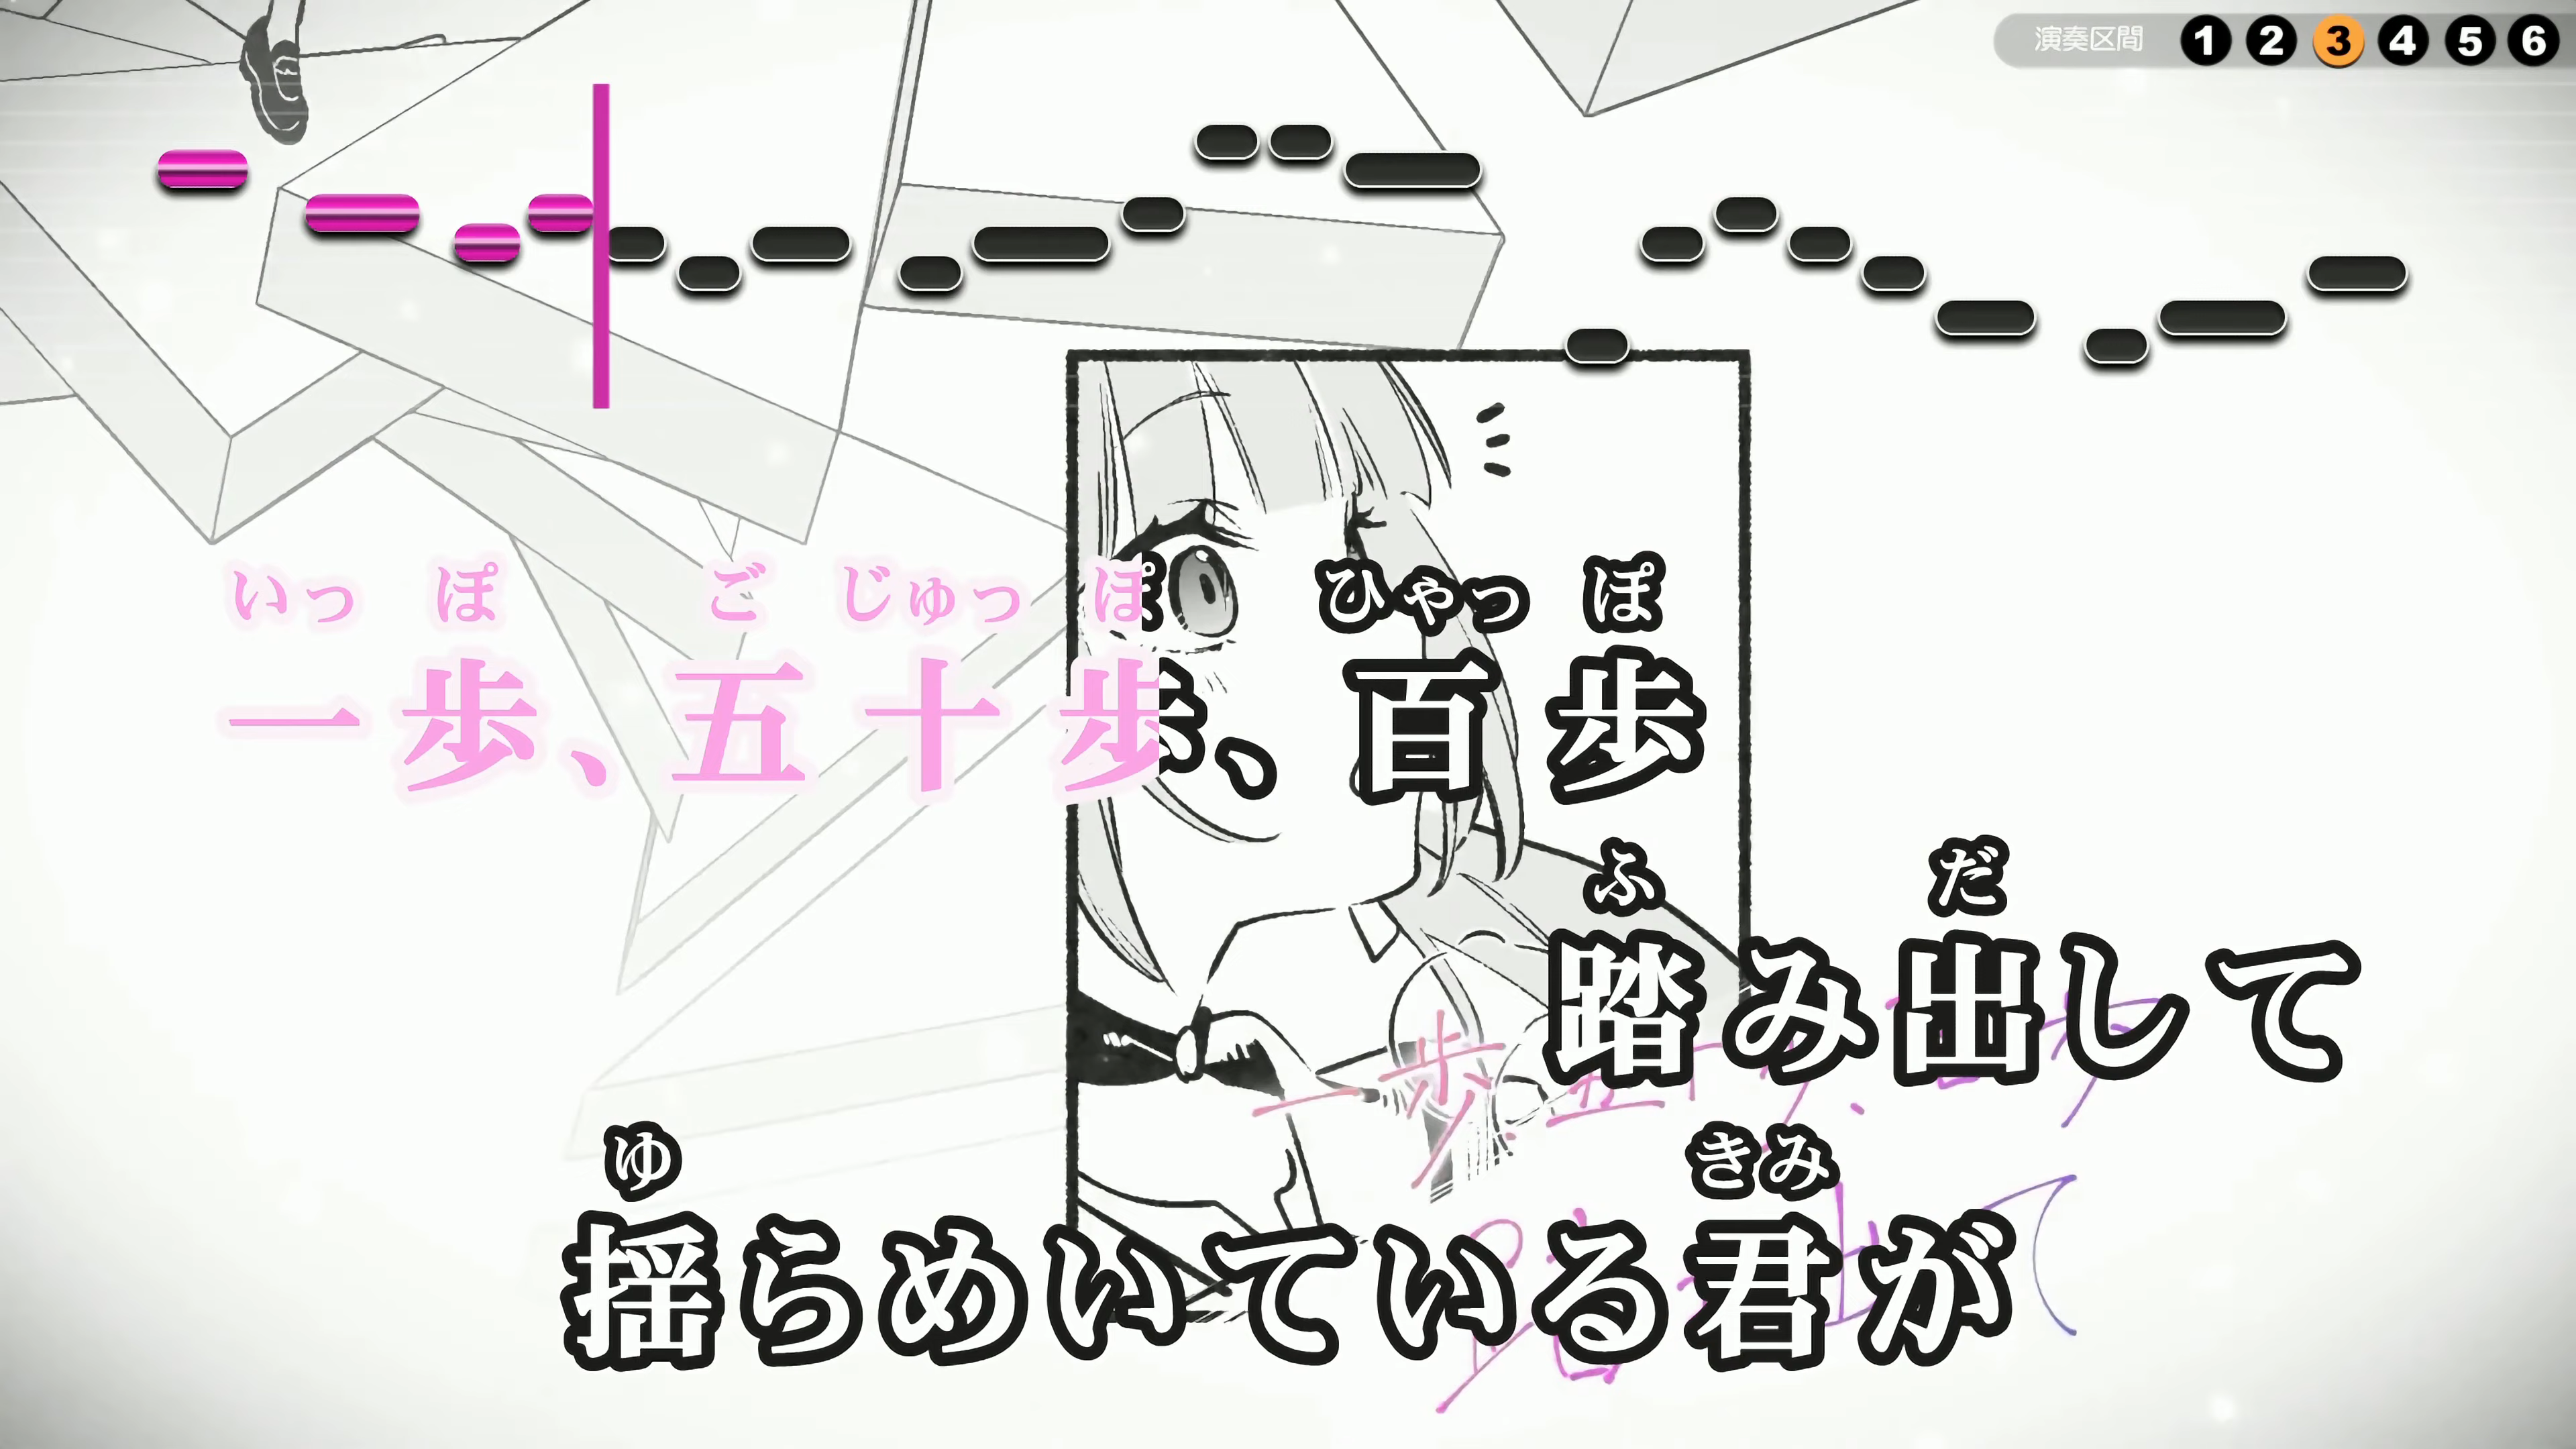 演奏区間 1 2 3 4 5 6
いっ ぽ ご じゅっ ぽ ひゃっ ぽ
一歩、五十歩、百歩
ふ だ
踏み出して
ゆ きみ
揺らめいている君が
一歩